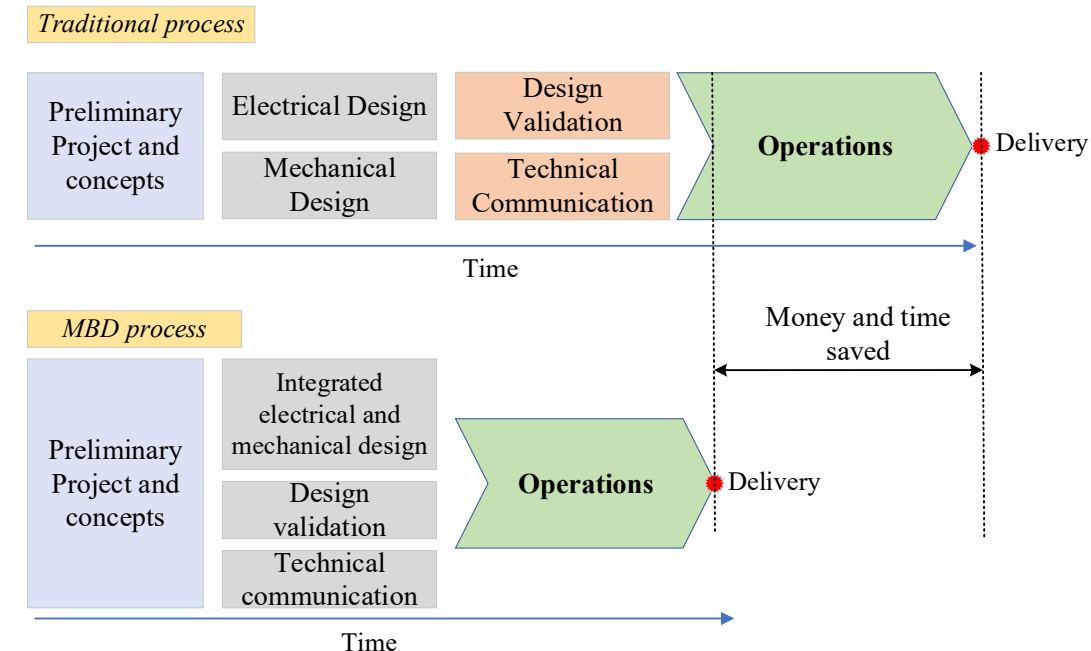 Traditional process
Preliminary
Project and
concepts
Electrical Design
Mechanical
Design
Design
Validation
Technical
Communication
Operations
Delivery
Time
MBD process
Money and time
saved
Preliminary
Project and
concepts
Integrated
electrical and
mechanical design
Design
validation
Technical
communication
Operations
Delivery
Time